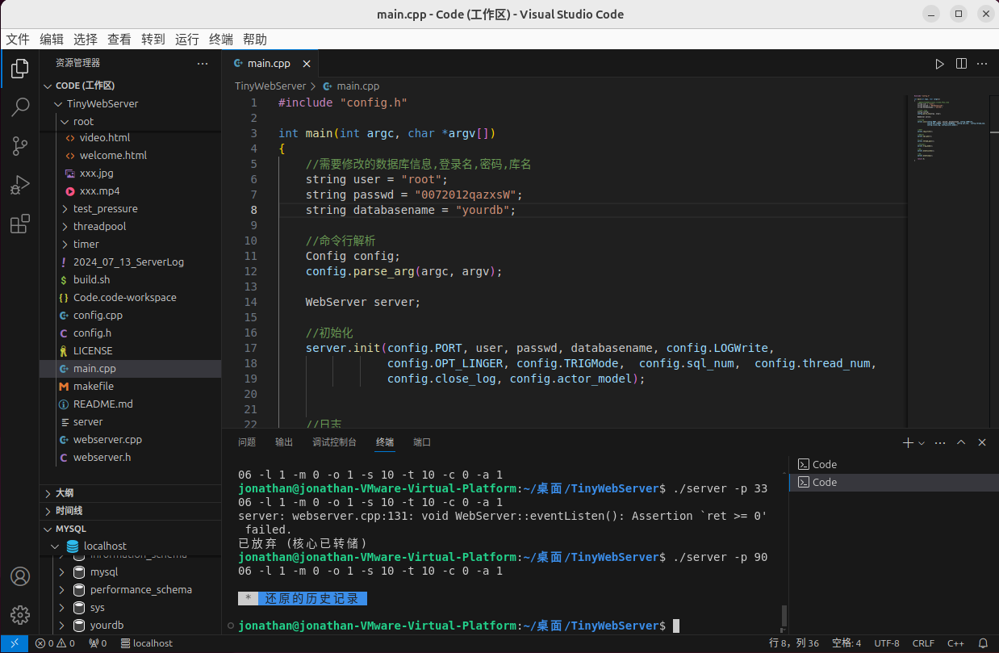 main.cpp - Code (工作区) - Visual Studio Code
文件 编辑 选择 查看 转到 运行 终端 帮助
资源管理器
CODE (工作区)
TinyWebServer
root
video.html
welcome.html
xxx.jpg
xxx.mp4
test_pressure
threadpool
timer
2024_07_13_ServerLog
build.sh
Code.code-workspace
config.cpp
config.h
LICENSE
main.cpp
makefile
README.md
server
webserver.cpp
webserver.h
大纲
时间线
MYSQL
localhost
information_schema
mysql
performance_schema
sys
yourdb
main.cpp
TinyWebServer > main.cpp
1 #include "config.h"
2
3 int main(int argc, char *argv[])
4 {
5 //需要修改的数据库信息,登录名,密码,库名
6 string user = "root";
7 string passwd = "0072012qazxsW";
8 string databasename = "yourdb";
9
10 //命令行解析
11 Config config;
12 config.parse_arg(argc, argv);
13
14 WebServer server;
15
16 //初始化
17 server.init(config.PORT, user, passwd, databasename, config.LOGWrite,
18 config.OPT_LINGER, config.TRIGMode,  config.sql_num,  config.thread_num,
19 config.close_log, config.actor_model);
20
21
22 //日志
问题 输出 调试控制台 终端 端口
06 -l 1 -m 0 -o 1 -s 10 -t 10 -c 0 -a 1
jonathan@jonathan-VMware-Virtual-Platform:~/桌面/TinyWebServer$ ./server -p 33
06 -l 1 -m 0 -o 1 -s 10 -t 10 -c 0 -a 1
server: webserver.cpp:131: void WebServer::eventListen(): Assertion `ret >= 0'
failed.
已放弃 (核心已转储)
jonathan@jonathan-VMware-Virtual-Platform:~/桌面/TinyWebServer$ ./server -p 90
06 -l 1 -m 0 -o 1 -s 10 -t 10 -c 0 -a 1
* 还原的历史记录
jonathan@jonathan-VMware-Virtual-Platform:~/桌面/TinyWebServer$
Code
Code
0 0 0 localhost
行 8，列 36 空格: 4 UTF-8 CRLF C++